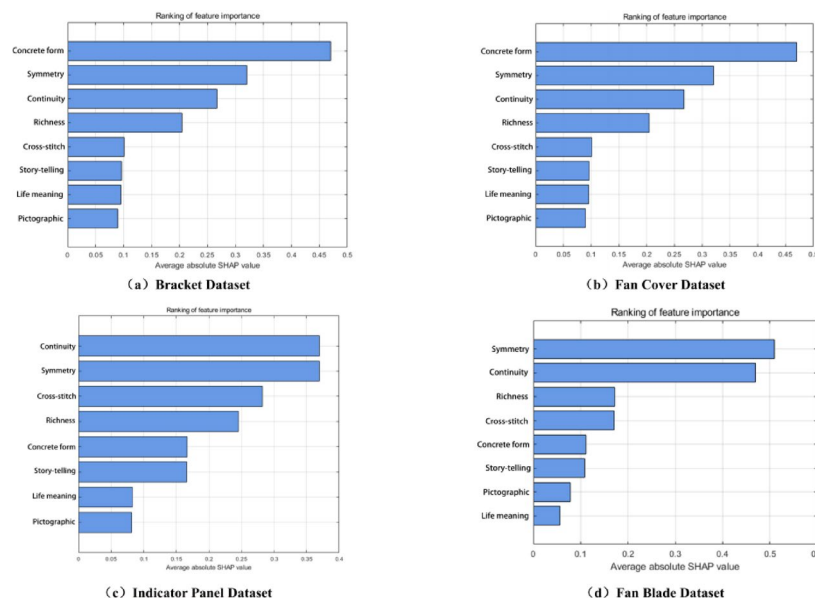 Ranking of feature importance
Concrete form
Symmetry
Continuity
Richness
Cross-stitch
Story-telling
Life meaning
Pictographic
0 0.05 0.1 0.15 0.2 0.25 0.3 0.35 0.4 0.45 0.5
Average absolute SHAP value
（a）Bracket Dataset
Ranking of feature importance
Concrete form
Symmetry
Continuity
Richness
Cross-stitch
Story-telling
Life meaning
Pictographic
0 0.05 0.1 0.15 0.2 0.25 0.3 0.35 0.4 0.45
Average absolute SHAP value
（b）Fan Cover Dataset
Ranking of feature importance
Continuity
Symmetry
Cross-stitch
Richness
Concrete form
Story-telling
Life meaning
Pictographic
0 0.05 0.1 0.15 0.2 0.25 0.3 0.35 0.4
Average absolute SHAP value
（c）Indicator Panel Dataset
Ranking of feature importance
Symmetry
Continuity
Richness
Cross-stitch
Concrete form
Story-telling
Pictographic
Life meaning
0 0.1 0.2 0.3 0.4 0.5
Average absolute SHAP value
（d）Fan Blade Dataset